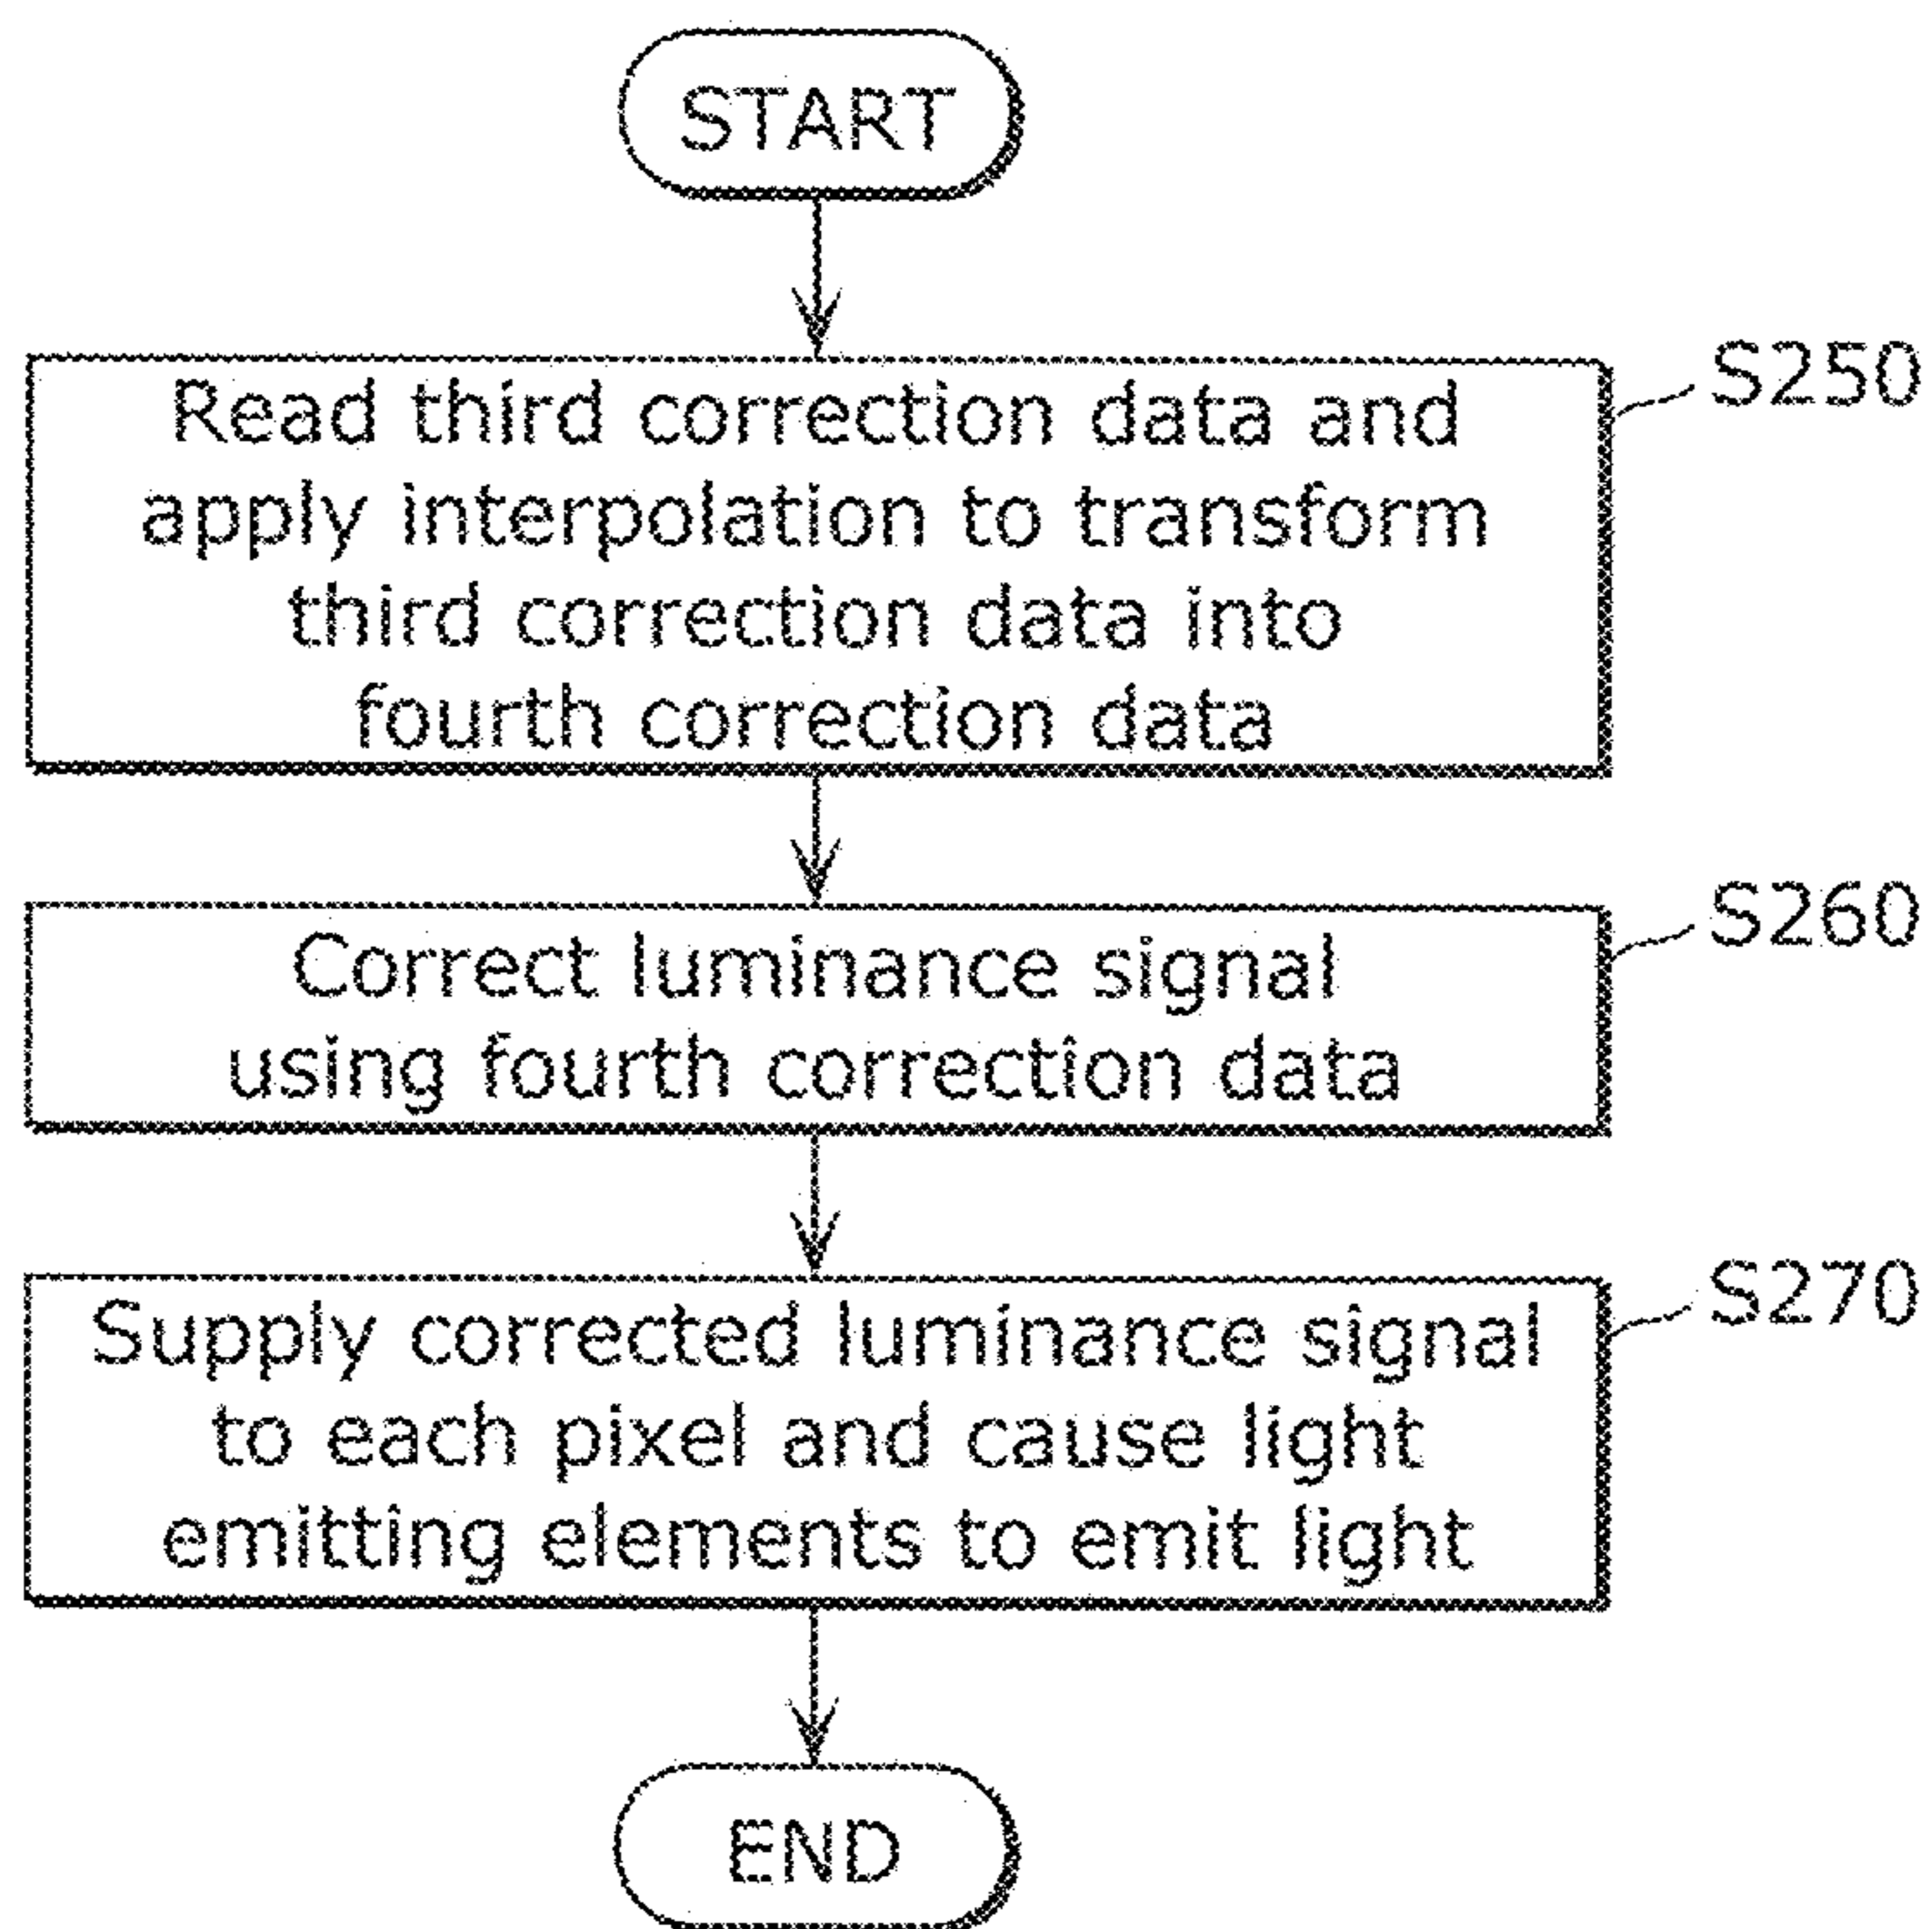 START
S250
Read third correction data and
apply interpolation to transform
third correction data into
fourth correction data
S260
Correct luminance signal
using fourth correction data
S270
Supply corrected luminance signal
to each pixel and cause light
emitting elements to emit light
END